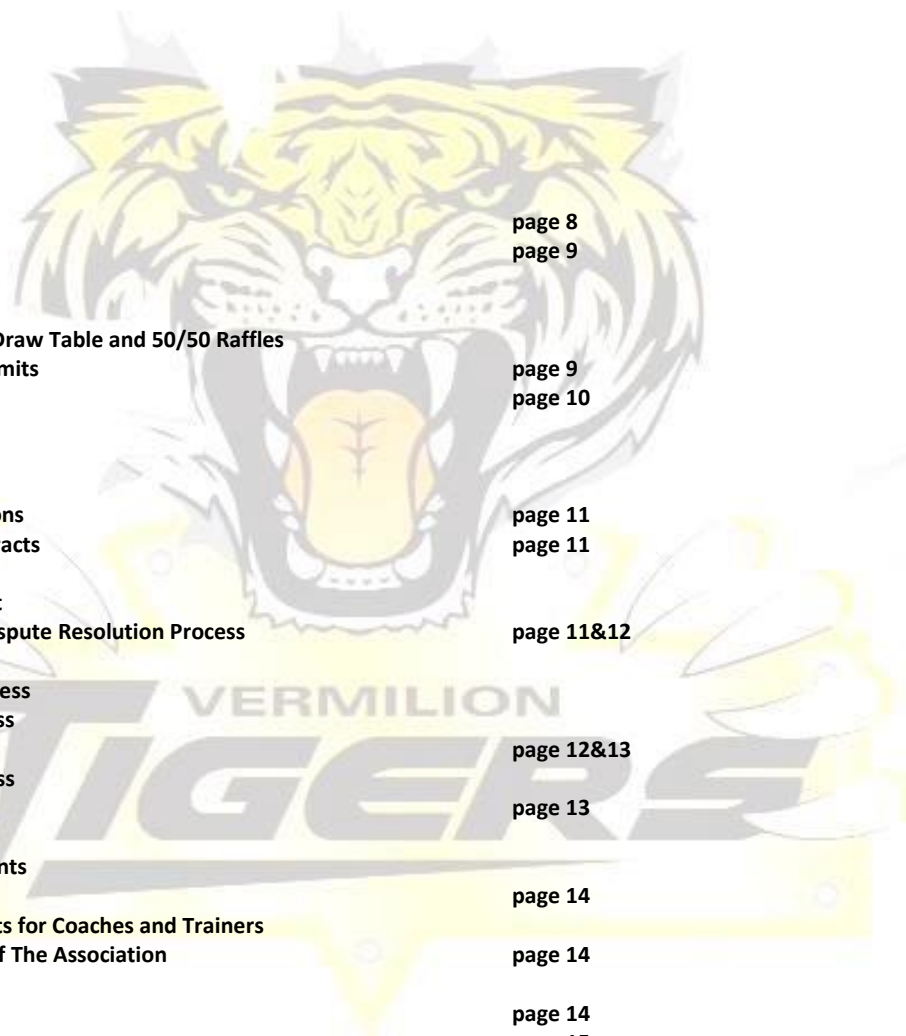 page 8
page 9
Draw Table and 50/50 Raffles
mits page 9
page 10
ons page 11
racts page 11
spute Resolution Process page 11&12
ess
VERMILION
ss
page 12&13
TIGERS
ss
page 13
nts
page 14
ts for Coaches and Trainers
f The Association page 14
page 14